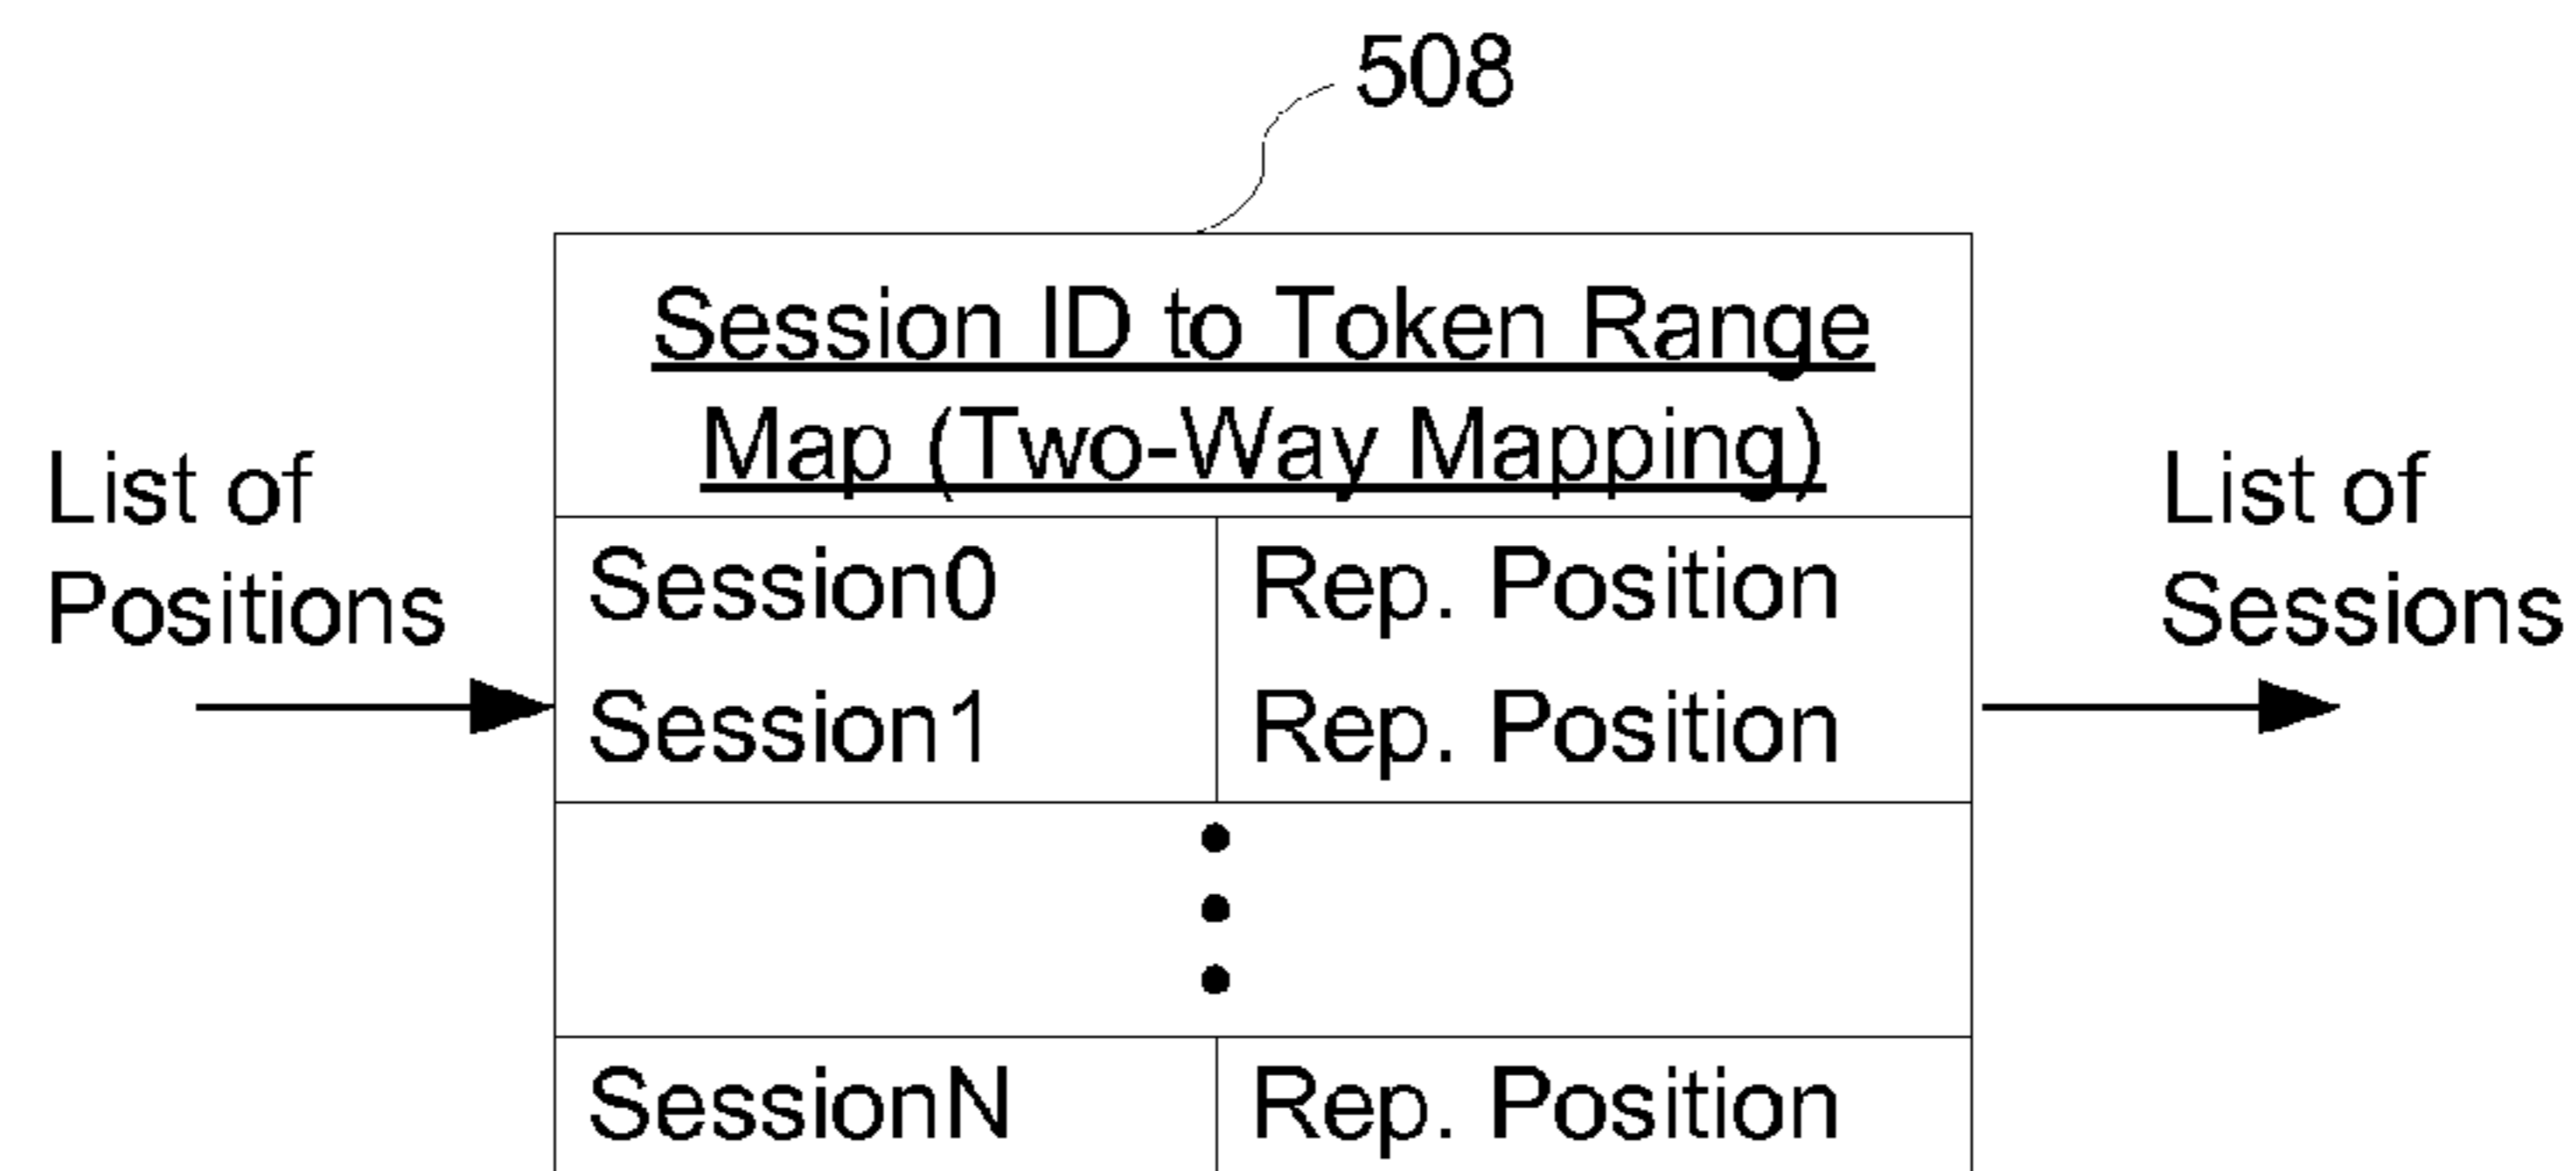 508
Session ID to Token Range
Map (Two-Way Mapping)
List of
Positions
Session0 Rep. Position
Session1 Rep. Position
SessionN Rep. Position
List of
Sessions